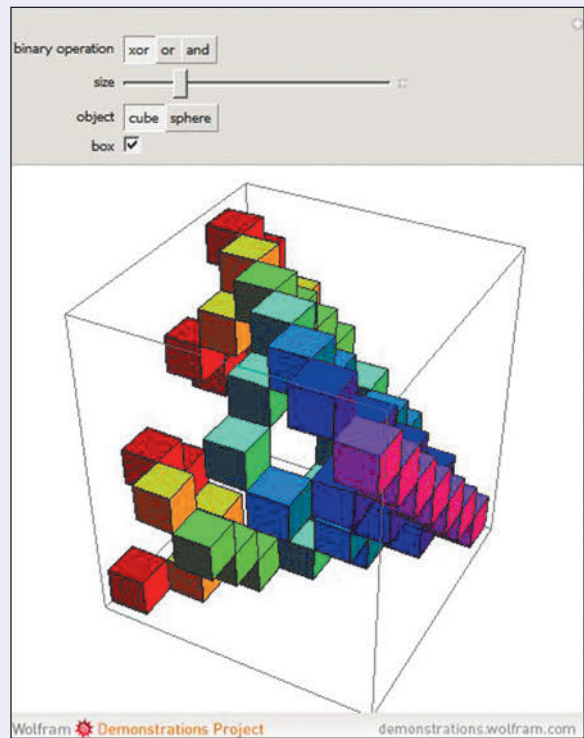 binary operation xor or and
size
object cube sphere
box
Wolfram Demonstrations Project demonstrations.wolfram.com